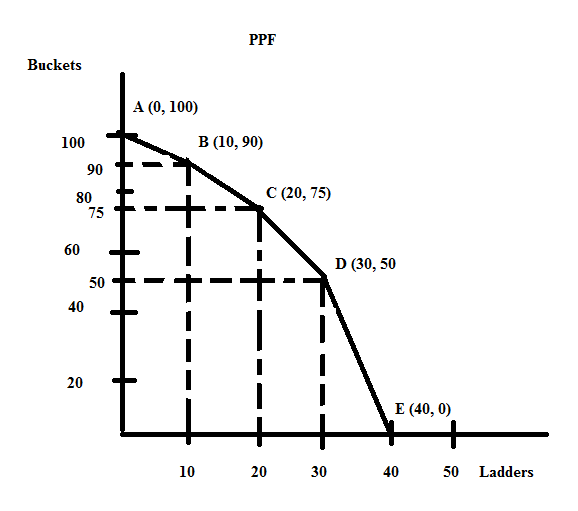 PPF
Buckets
A (0, 100)
100
B (10, 90)
90
80
C (20, 75)
75
60
D (30, 50
50
40
20
E (40, 0)
10 20 30 40 50 Ladders